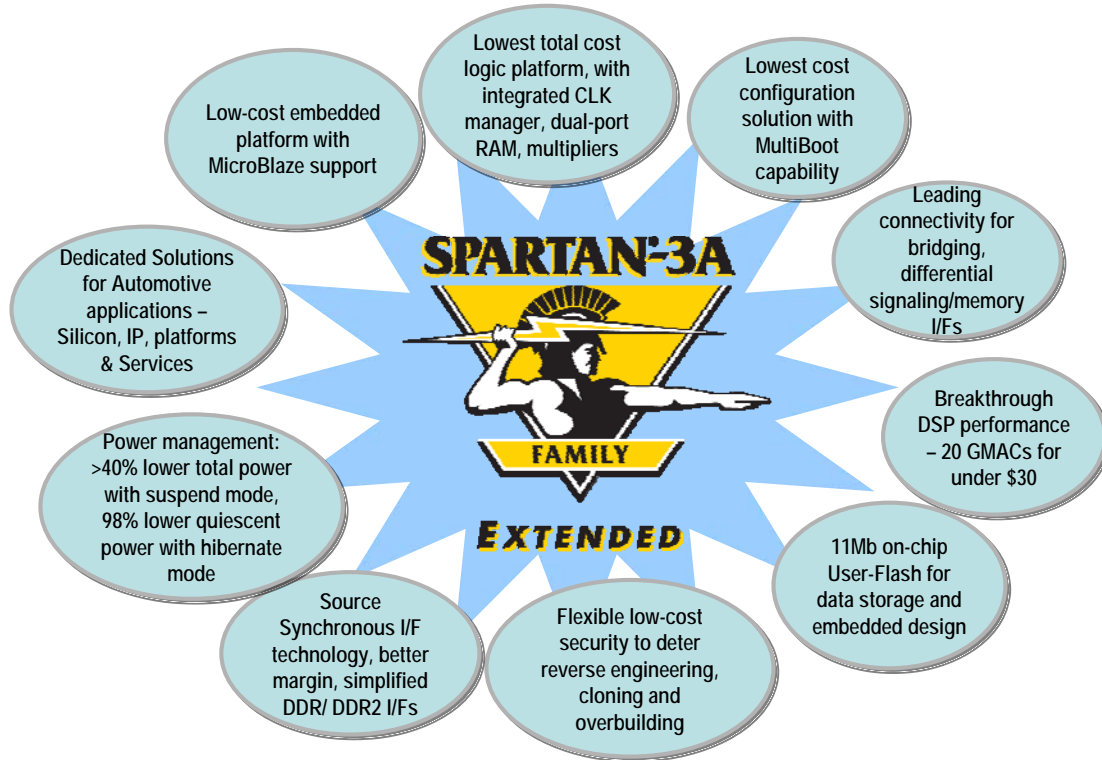 Lowest total cost
logic platform, with
integrated CLK
manager, dual-port
RAM, multipliers
Lowest cost
configuration
solution with
MultiBoot
capability
Low-cost embedded
platform with
MicroBlaze support
Leading
connectivity for
bridging,
differential
signaling/memory
I/Fs
Dedicated Solutions
for Automotive
applications –
Silicon, IP, platforms
& Services
SPARTAN-3A
FAMILY
EXTENDED
Breakthrough
DSP performance
– 20 GMACs for
under $30
Power management:
>40% lower total power
with suspend mode,
98% lower quiescent
power with hibernate
mode
11Mb on-chip
User-Flash for
data storage and
embedded design
Source
Synchronous I/F
technology, better
margin, simplified
DDR/ DDR2 I/Fs
Flexible low-cost
security to deter
reverse engineering,
cloning and
overbuilding